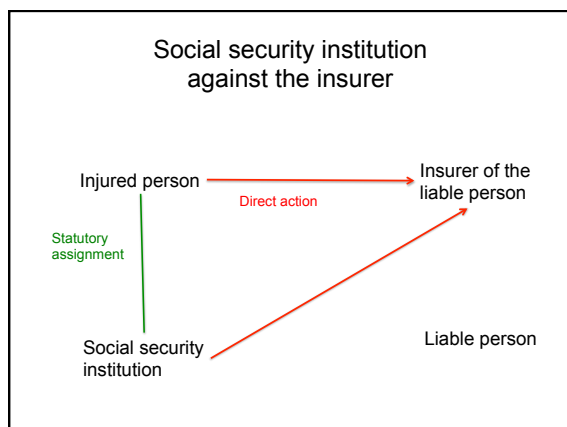 Social security institution
against the insurer
Injured person
Insurer of the
liable person
Direct action
Statutory
assignment
Social security
institution
Liable person